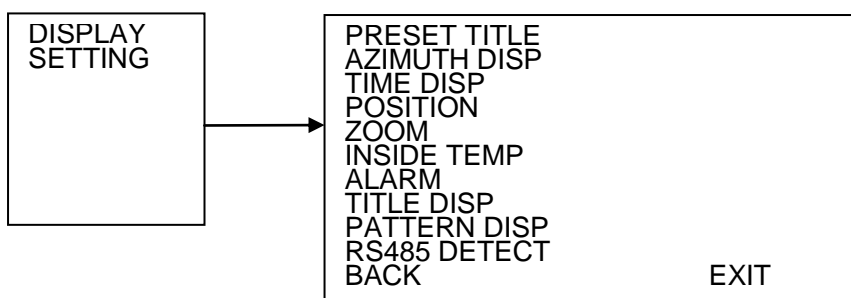 DISPLAY
SETTING
PRESET TITLE
AZIMUTH DISP
TIME DISP
POSITION
ZOOM
INSIDE TEMP
ALARM
TITLE DISP
PATTERN DISP
RS485 DETECT
BACK EXIT